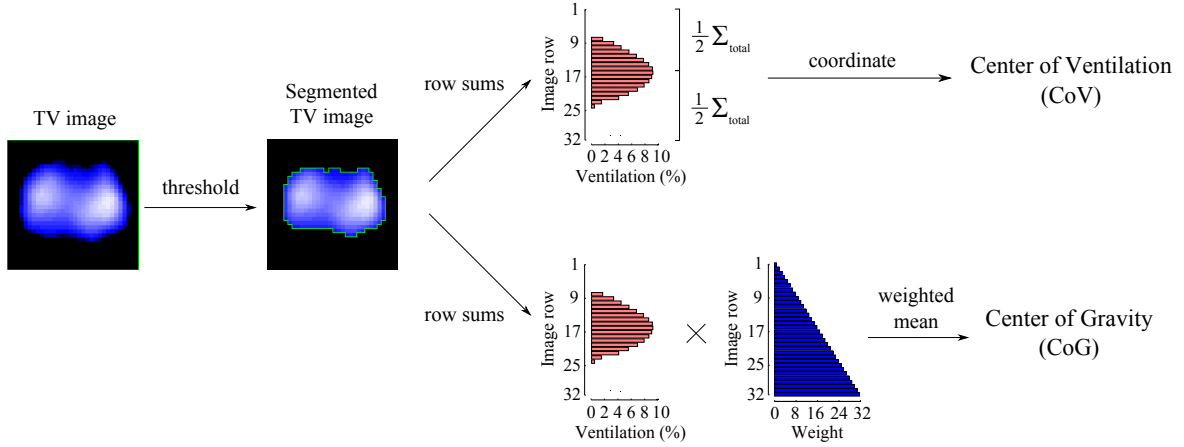 TV image
threshold
Segmented
TV image
row sums
Image row
1
9
17
25
32
0 2 4 6 8 10
Ventilation (%)
1/2 Σtotal
1/2 Σtotal
coordinate
Center of Ventilation
(CoV)
row sums
Image row
1
9
17
25
32
0 2 4 6 8 10
Ventilation (%)
×
Image row
1
9
17
25
32
0 8 16 24 32
Weight
weighted
mean
Center of Gravity
(CoG)